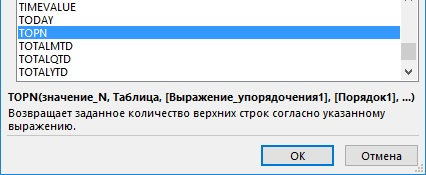 TIMEVALUE
TODAY
TOPN
TOTALMTD
TOTALQTD
TOTALYTD
TOPN(значение_N, Таблица, [Выражение_упорядочения1], [Порядок1], ...)
Возвращает заданное количество верхних строк согласно указанному
выражению.
ОК
Отмена